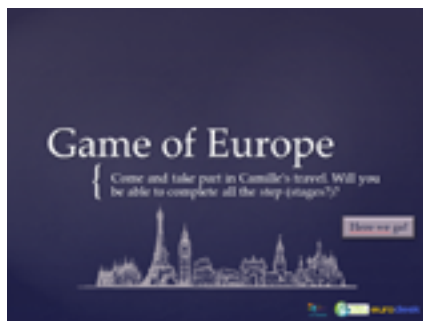 Game of Europe
{ Come and take part in Camille's travel. Will you
be able to complete all the step (stages?)?
Here we go!
eurodesk